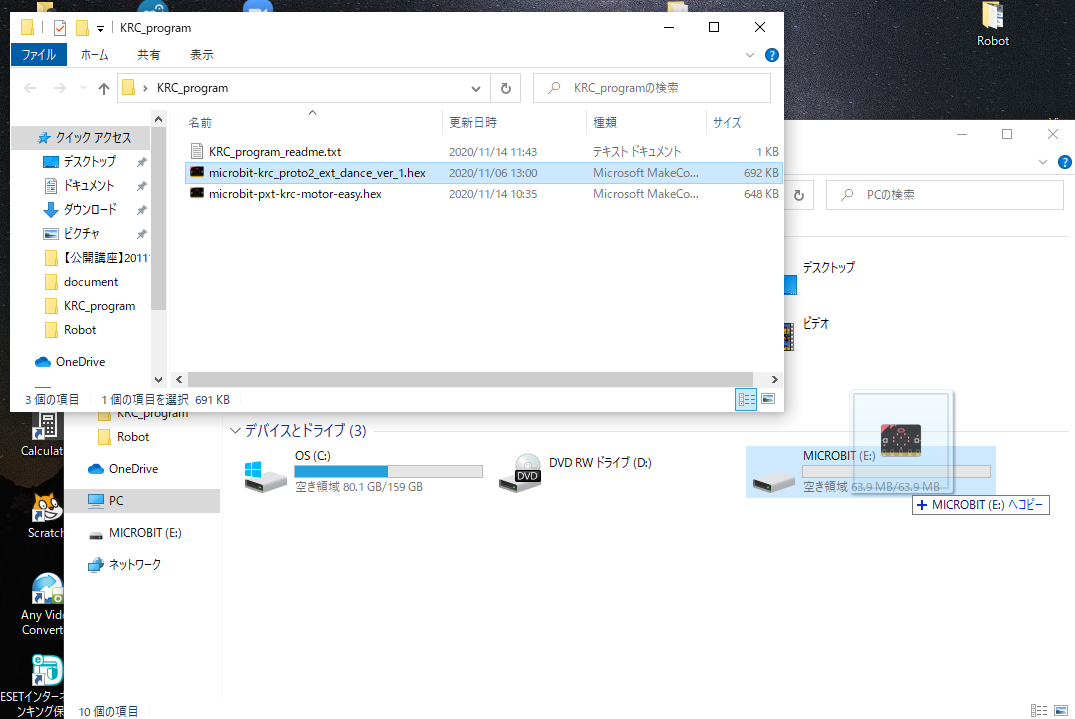 KRC_program
Robot
ファイル ホーム 共有 表示
KRC_program
KRC_programの検索
クイック アクセス
デスクトップ
ドキュメント
ダウンロード
ピクチャ
【公開講座】2011
document
KRC_program
Robot
OneDrive
名前 更新日時 種類 サイズ
KRC_program_readme.txt 2020/11/14 11:43 テキスト ドキュメント 1 KB
microbit-krc_proto2_ext_dance_ver_1.hex 2020/11/06 13:00 Microsoft MakeCo... 692 KB
microbit-pxt-krc-motor-easy.hex 2020/11/14 10:35 Microsoft MakeCo... 648 KB
3 個の項目 1 個の項目を選択 691 KB
PCの検索
デスクトップ
ビデオ
KRC_program
Robot
OneDrive
PC
MICROBIT (E:)
ネットワーク
デバイスとドライブ (3)
OS (C:)
空き領域 80.1 GB/159 GB
DVD RW ドライブ (D:)
DVD
MICROBIT (E:)
空き領域 63.9 MB/63.9 MB
MICROBIT (E:) へコピー
Calculat
Scratch
Any Vide
Convert
ESETインターネ
ンキング保
10 個の項目